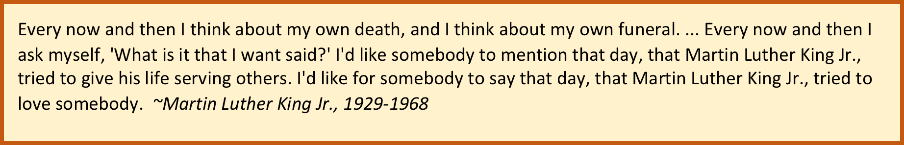 Every now and then I think about my own death, and I think about my own funeral. ... Every now and then I
ask myself, 'What is it that I want said?' I'd like somebody to mention that day, that Martin Luther King Jr.,
tried to give his life serving others. I'd like for somebody to say that day, that Martin Luther King Jr., tried to
love somebody.  ~Martin Luther King Jr., 1929-1968